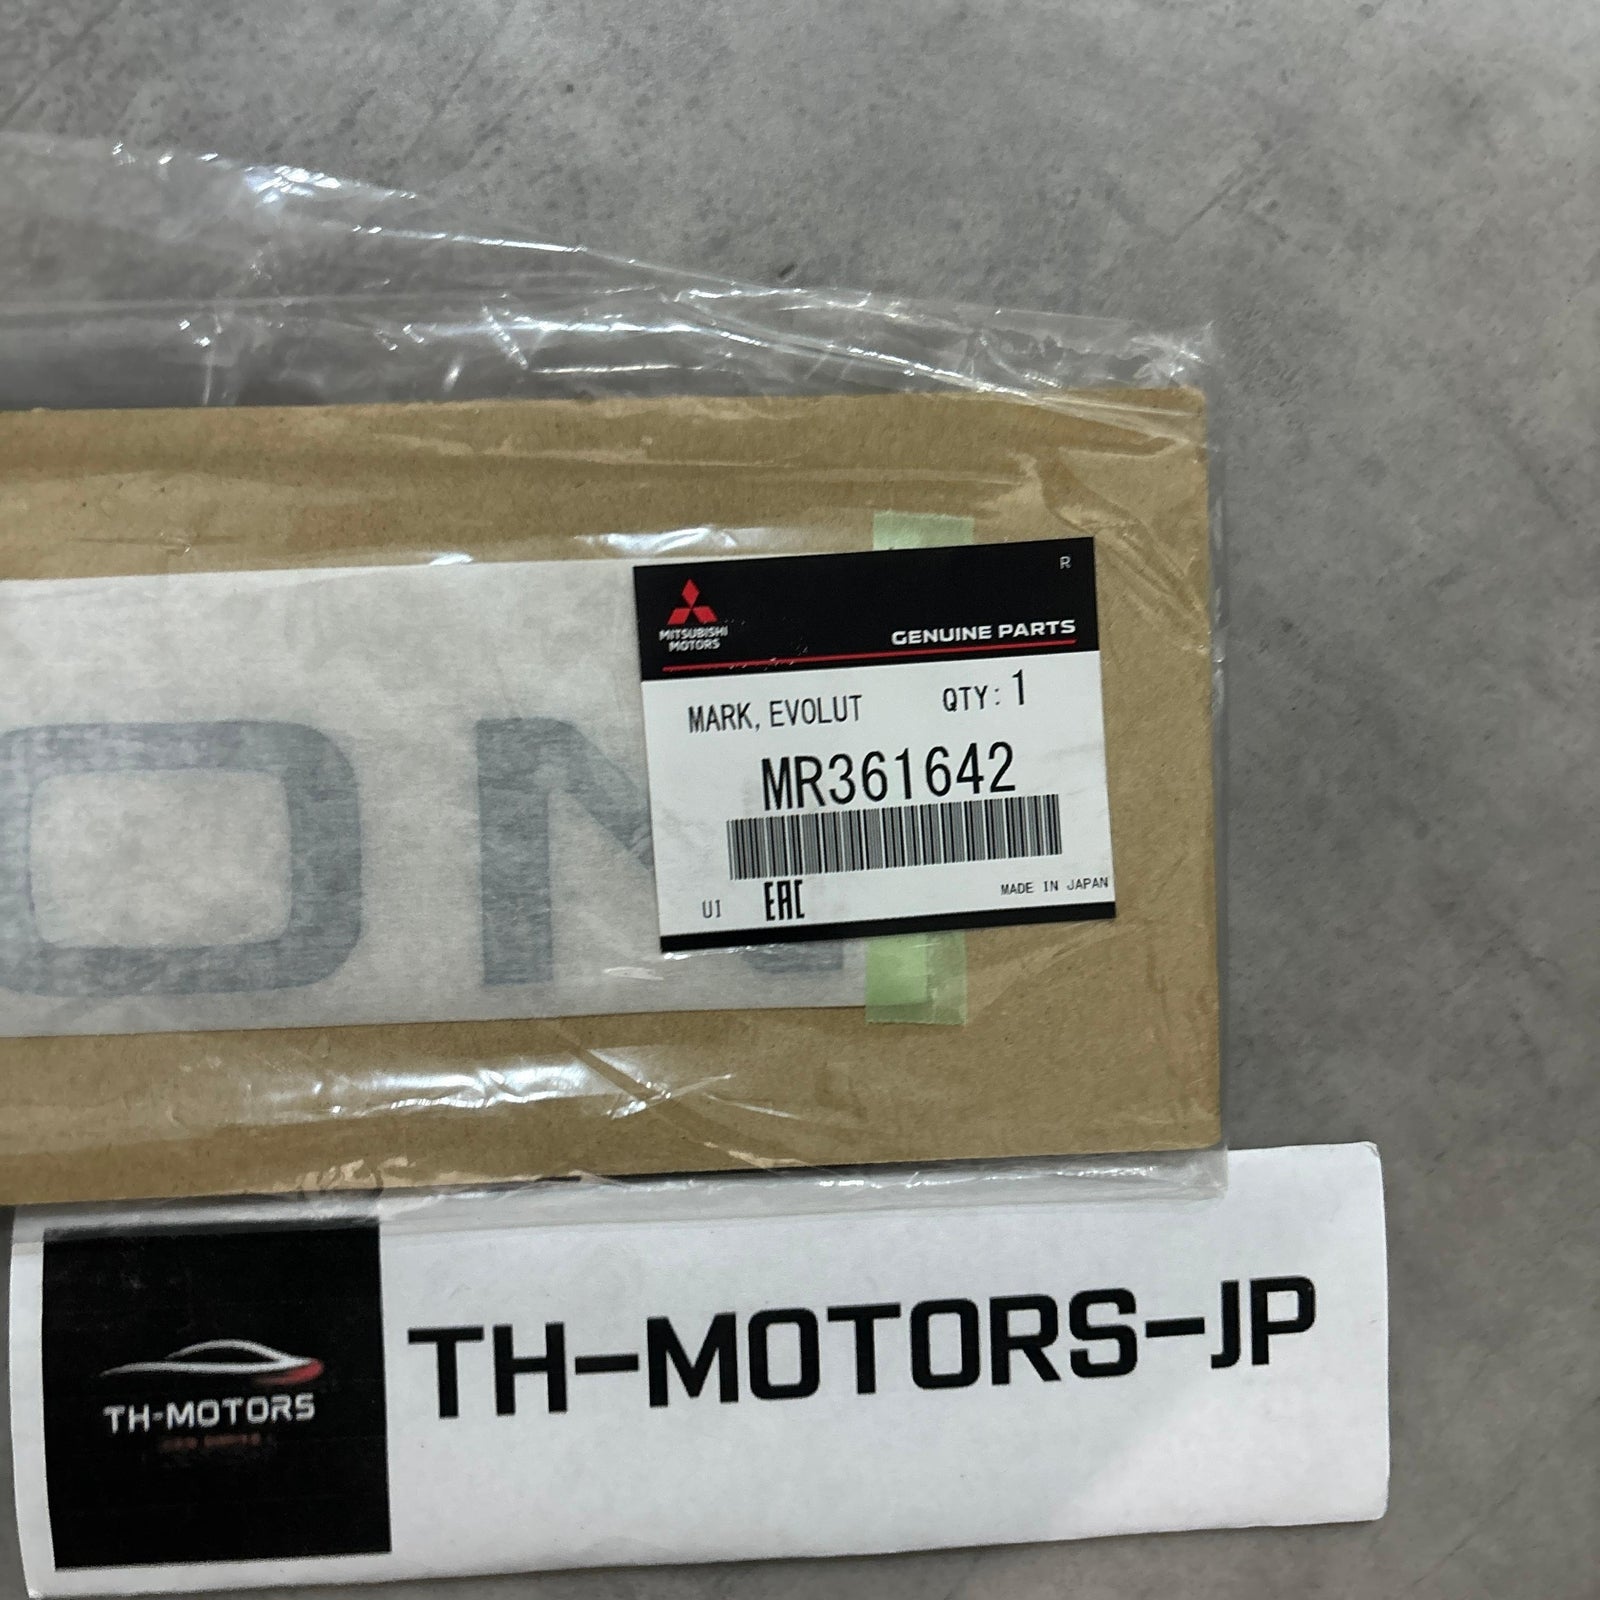 R
MITSUBISHI
MOTORS
GENUINE PARTS
MARK, EVOLUT QTY: 1
MR361642
U1 EAC MADE IN JAPAN
ON
TH-MOTORS-JP
TH-MOTORS